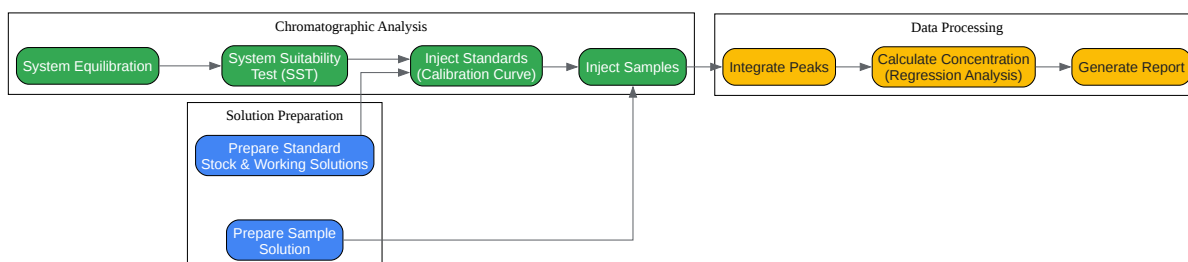 Chromatographic Analysis
System Equilibration
System Suitability
Test (SST)
Inject Standards
(Calibration Curve)
Inject Samples
Data Processing
Integrate Peaks
Calculate Concentration
(Regression Analysis)
Generate Report
Solution Preparation
Prepare Standard
Stock & Working Solutions
Prepare Sample
Solution